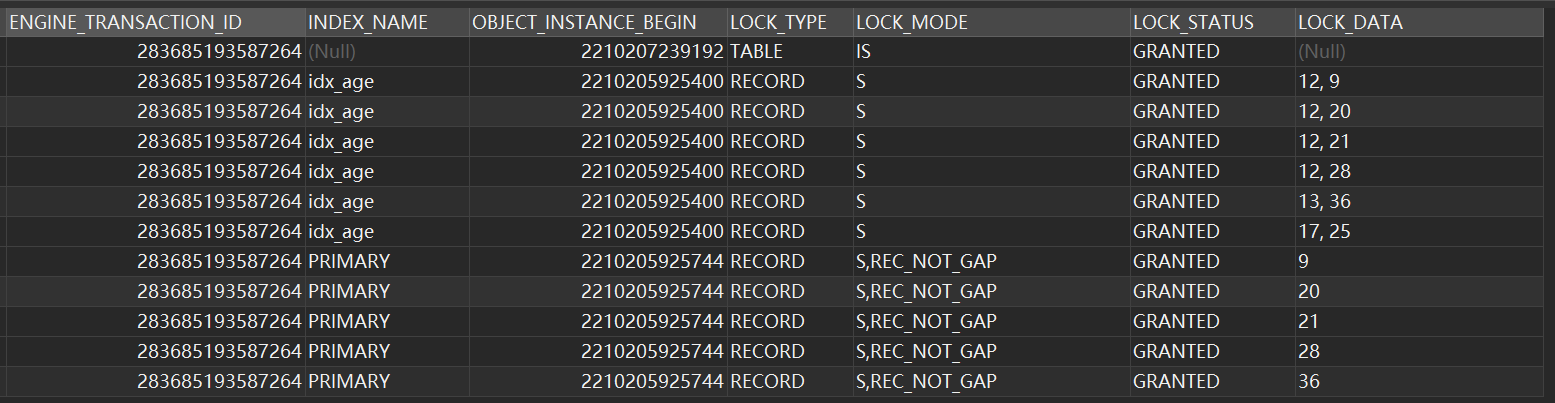 ENGINE_TRANSACTION_ID INDEX_NAME OBJECT_INSTANCE_BEGIN LOCK_TYPE LOCK_MODE LOCK_STATUS LOCK_DATA
283685193587264 (Null) 2210207239192 TABLE IS GRANTED (Null)
283685193587264 idx_age 2210205925400 RECORD S GRANTED 12, 9
283685193587264 idx_age 2210205925400 RECORD S GRANTED 12, 20
283685193587264 idx_age 2210205925400 RECORD S GRANTED 12, 21
283685193587264 idx_age 2210205925400 RECORD S GRANTED 12, 28
283685193587264 idx_age 2210205925400 RECORD S GRANTED 13, 36
283685193587264 idx_age 2210205925400 RECORD S GRANTED 17, 25
283685193587264 PRIMARY 2210205925744 RECORD S,REC_NOT_GAP GRANTED 9
283685193587264 PRIMARY 2210205925744 RECORD S,REC_NOT_GAP GRANTED 20
283685193587264 PRIMARY 2210205925744 RECORD S,REC_NOT_GAP GRANTED 21
283685193587264 PRIMARY 2210205925744 RECORD S,REC_NOT_GAP GRANTED 28
283685193587264 PRIMARY 2210205925744 RECORD S,REC_NOT_GAP GRANTED 36